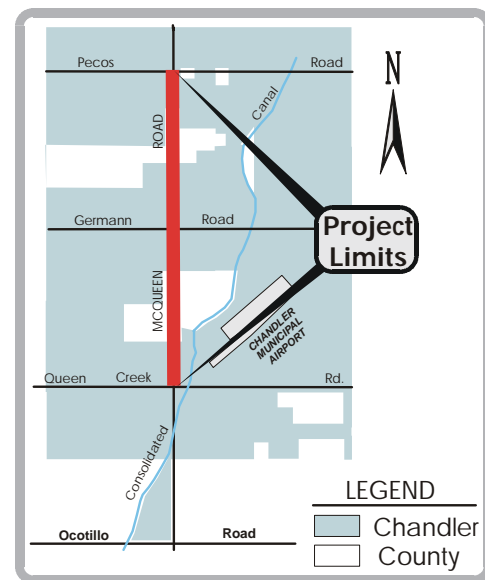 Pecos Road
N
Canal
ROAD
Germann Road
Project
Limits
MCQUEEN
CHANDLER
MUNICIPAL
AIRPORT
Queen Creek Rd.
Consolidated
LEGEND
Chandler
County
Ocotillo Road